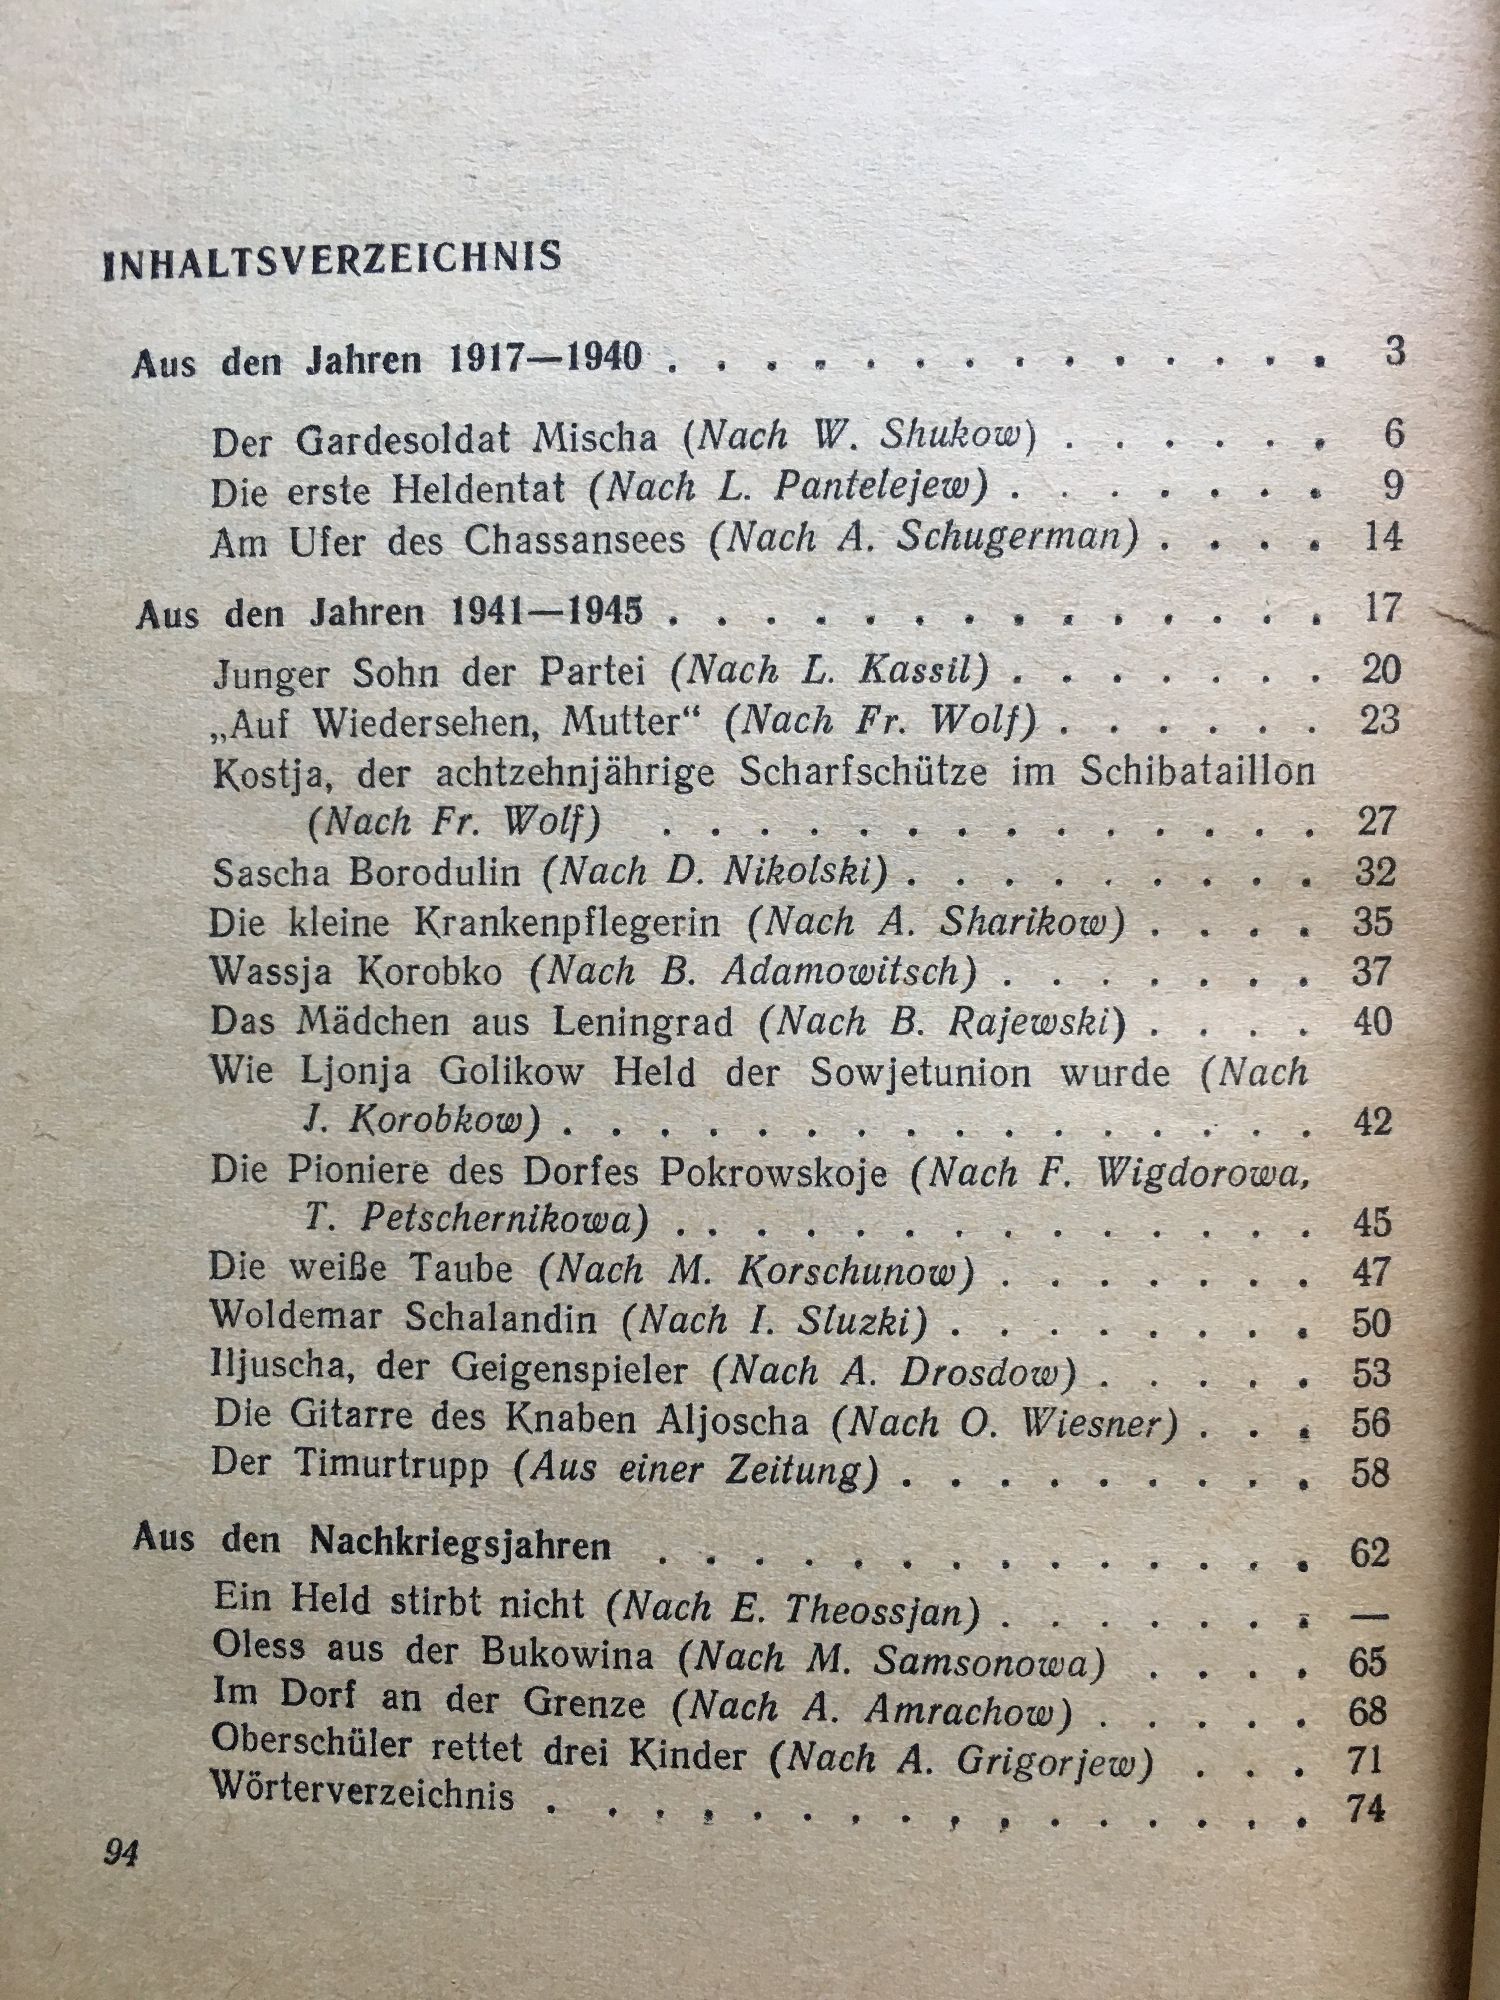 INHALTSVERZEICHNIS
Aus den Jahren 1917—1940 . . . . . . . . . . . . . . 3
Der Gardesoldat Mischa (Nach W. Shukow) . . . . . . 6
Die erste Heldentat (Nach L. Pantelejew) . . . . . . . 9
Am Ufer des Chassansees (Nach A. Schugerman) . . . . 14
Aus den Jahren 1941—1945 . . . . . . . . . . . . . . 17
Junger Sohn der Partei (Nach L. Kassil) . . . . . . . 20
„Auf Wiedersehen, Mutter“ (Nach Fr. Wolf) . . . . . . 23
Kostja, der achtzehnjährige Scharfschütze im Schibataillon
(Nach Fr. Wolf) . . . . . . . . . . . . . . 27
Sascha Borodulin (Nach D. Nikolski) . . . . . . . . . 32
Die kleine Krankenpflegerin (Nach A. Sharikow) . . . . 35
Wassja Korobko (Nach B. Adamowitsch) . . . . . . . 37
Das Mädchen aus Leningrad (Nach B. Rajewski) . . . . 40
Wie Ljonja Golikow Held der Sowjetunion wurde (Nach
J. Korobkow) . . . . . . . . . . . . . . . . 42
Die Pioniere des Dorfes Pokrowskoje (Nach F. Wigdorowa,
T. Petschernikowa) . . . . . . . . . . . . . . 45
Die weiße Taube (Nach M. Korschunow) . . . . . . . 47
Woldemar Schalandin (Nach I. Sluzki) . . . . . . . . 50
Iljuscha, der Geigenspieler (Nach A. Drosdow) . . . . . 53
Die Gitarre des Knaben Aljoscha (Nach O. Wiesner) . . . 56
Der Timurtrupp (Aus einer Zeitung) . . . . . . . . . 58
Aus den Nachkriegsjahren . . . . . . . . . . . . . . 62
Ein Held stirbt nicht (Nach E. Theossjan) . . . . . . . —
Oless aus der Bukowina (Nach M. Samsonowa) . . . . 65
Im Dorf an der Grenze (Nach A. Amrachow) . . . . . 68
Oberschüler rettet drei Kinder (Nach A. Grigorjew) . . . 71
Wörterverzeichnis . . . . . . . . . . . . . . . . 74
94